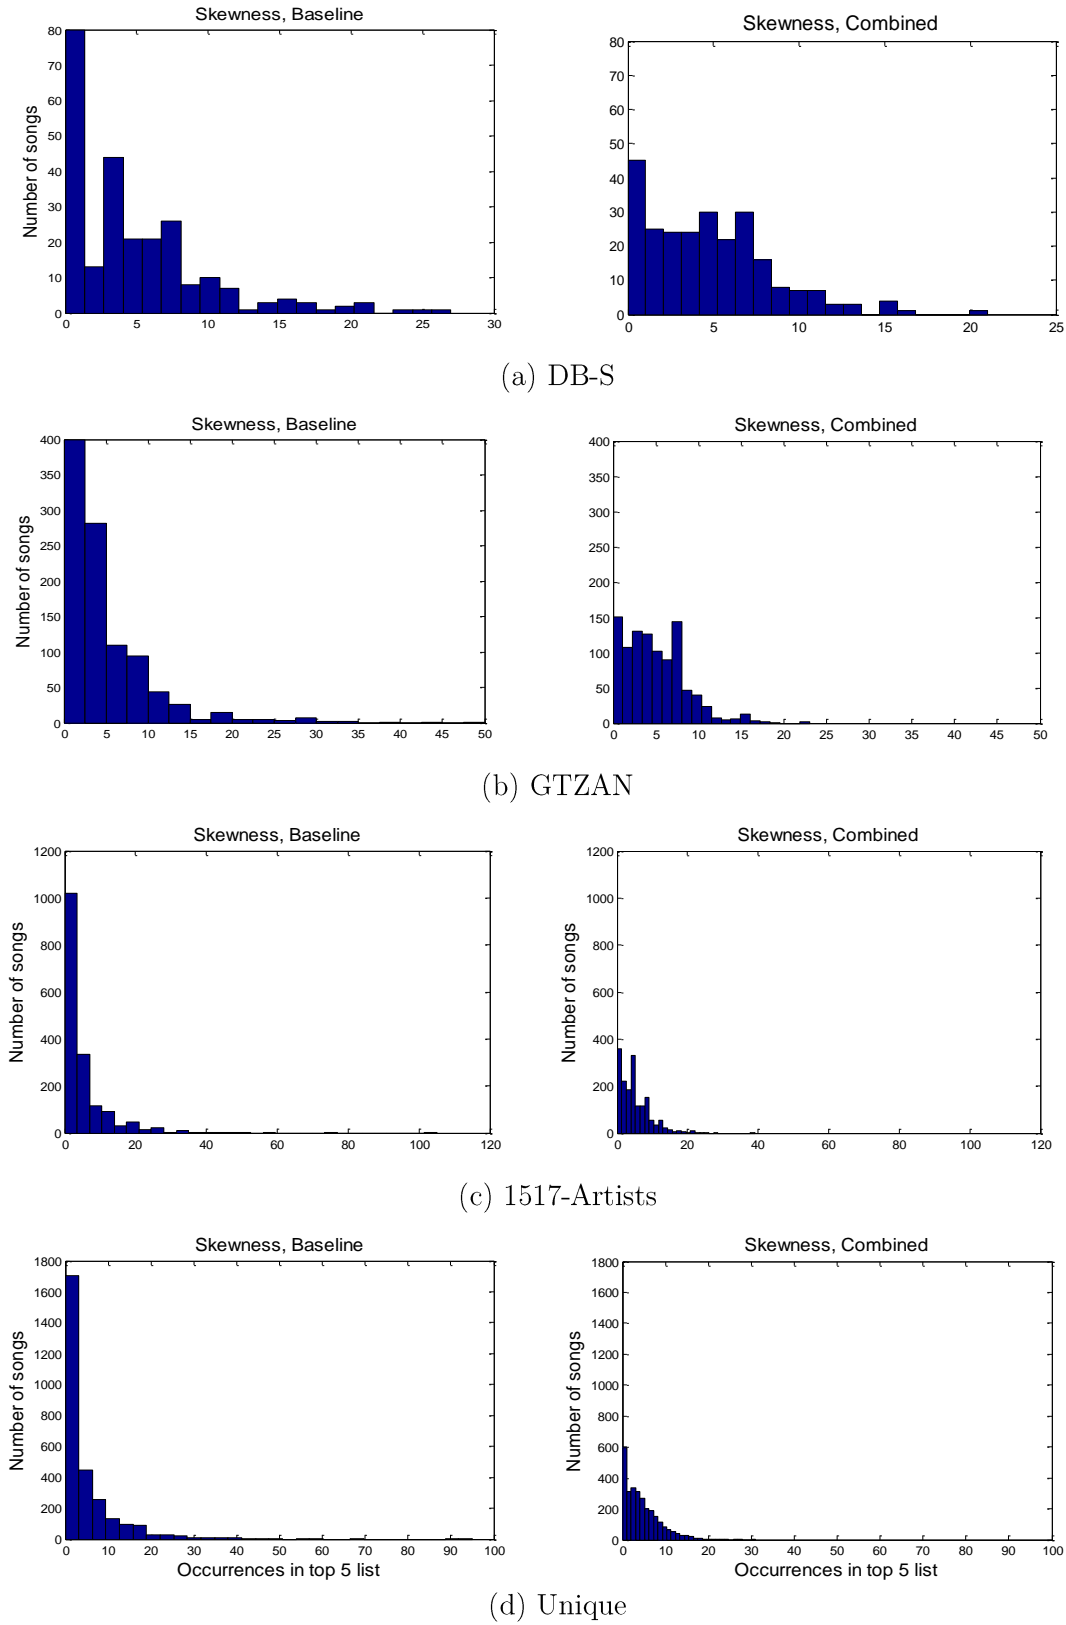 Skewness, Baseline
Number of songs
80
70
60
50
40
30
20
10
0
0 5 10 15 20 25 30
Skewness, Combined
80
70
60
50
40
30
20
10
0
0 5 10 15 20 25
(a) DB-S
Skewness, Baseline
Number of songs
400
350
300
250
200
150
100
50
0
0 5 10 15 20 25 30 35 40 45 50
Skewness, Combined
400
350
300
250
200
150
100
50
0
0 5 10 15 20 25 30 35 40 45 50
(b) GTZAN
Skewness, Baseline
Number of songs
1200
1000
800
600
400
200
0
0 20 40 60 80 100 120
Skewness, Combined
Number of songs
1200
1000
800
600
400
200
0
0 20 40 60 80 100 120
(c) 1517-Artists
Skewness, Baseline
Number of songs
1800
1600
1400
1200
1000
800
600
400
200
0
0 10 20 30 40 50 60 70 80 90 100
Occurrences in top 5 list
Skewness, Combined
Number of songs
1800
1600
1400
1200
1000
800
600
400
200
0
0 10 20 30 40 50 60 70 80 90 100
Occurrences in top 5 list
(d) Unique